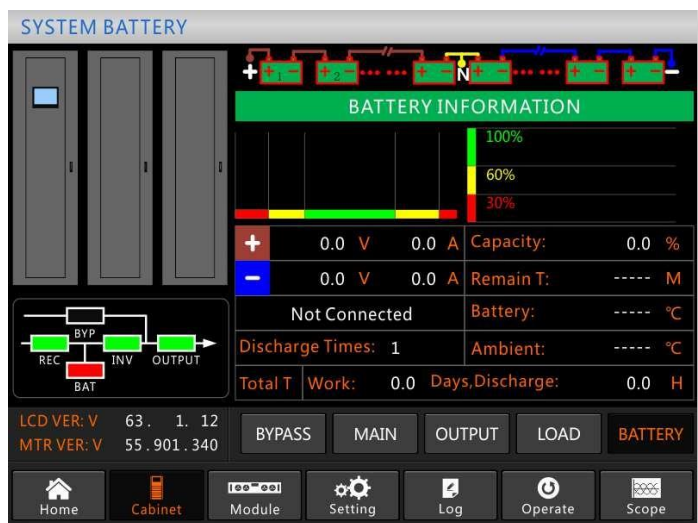 SYSTEM BATTERY
+ + 1 - + 2 - + - N + - + - + - -
BATTERY INFORMATION
100%
60%
30%
+ 0.0 V 0.0 A Capacity: 0.0 %
- 0.0 V 0.0 A Remain T: ----- M
Not Connected Battery: ----- ℃
Discharge Times: 1 Ambient: ----- ℃
Total T Work: 0.0 Days,Discharge: 0.0 H
BYP
REC INV OUTPUT
BAT
LCD VER: V 63. 1. 12
MTR VER: V 55.901.340
BYPASS MAIN OUTPUT LOAD BATTERY
Home Cabinet Module Setting Log Operate Scope